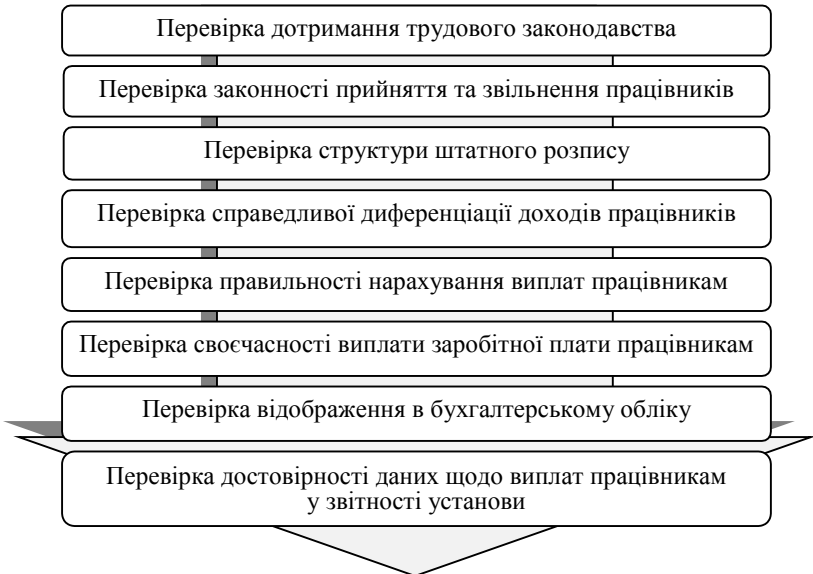 Перевірка дотримання трудового законодавства
Перевірка законності прийняття та звільнення працівників
Перевірка структури штатного розпису
Перевірка справедливої диференціації доходів працівників
Перевірка правильності нарахування виплат працівникам
Перевірка своєчасності виплати заробітної плати працівникам
Перевірка відображення в бухгалтерському обліку
Перевірка достовірності даних щодо виплат працівникам
у звітності установи